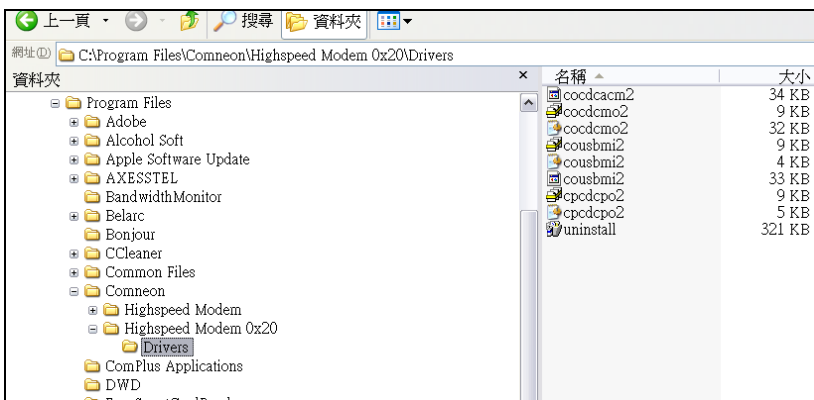 上一頁 搜尋 資料夾
網址(D) C:\Program Files\Comneon\Highspeed Modem 0x20\Drivers
資料夾 × 名稱 大小
Program Files
Adobe
Alcohol Soft
Apple Software Update
AXESSTEL
BandwidthMonitor
Belarc
Bonjour
CCleaner
Common Files
Comneon
Highspeed Modem
Highspeed Modem 0x20
Drivers
ComPlus Applications
DWD
cocdcacm2 34 KB
cocdcmo2 9 KB
cocdcmo2 32 KB
cousbmi2 9 KB
cousbmi2 4 KB
cousbmi2 33 KB
cpcdcpo2 9 KB
cpcdcpo2 5 KB
uninstall 321 KB